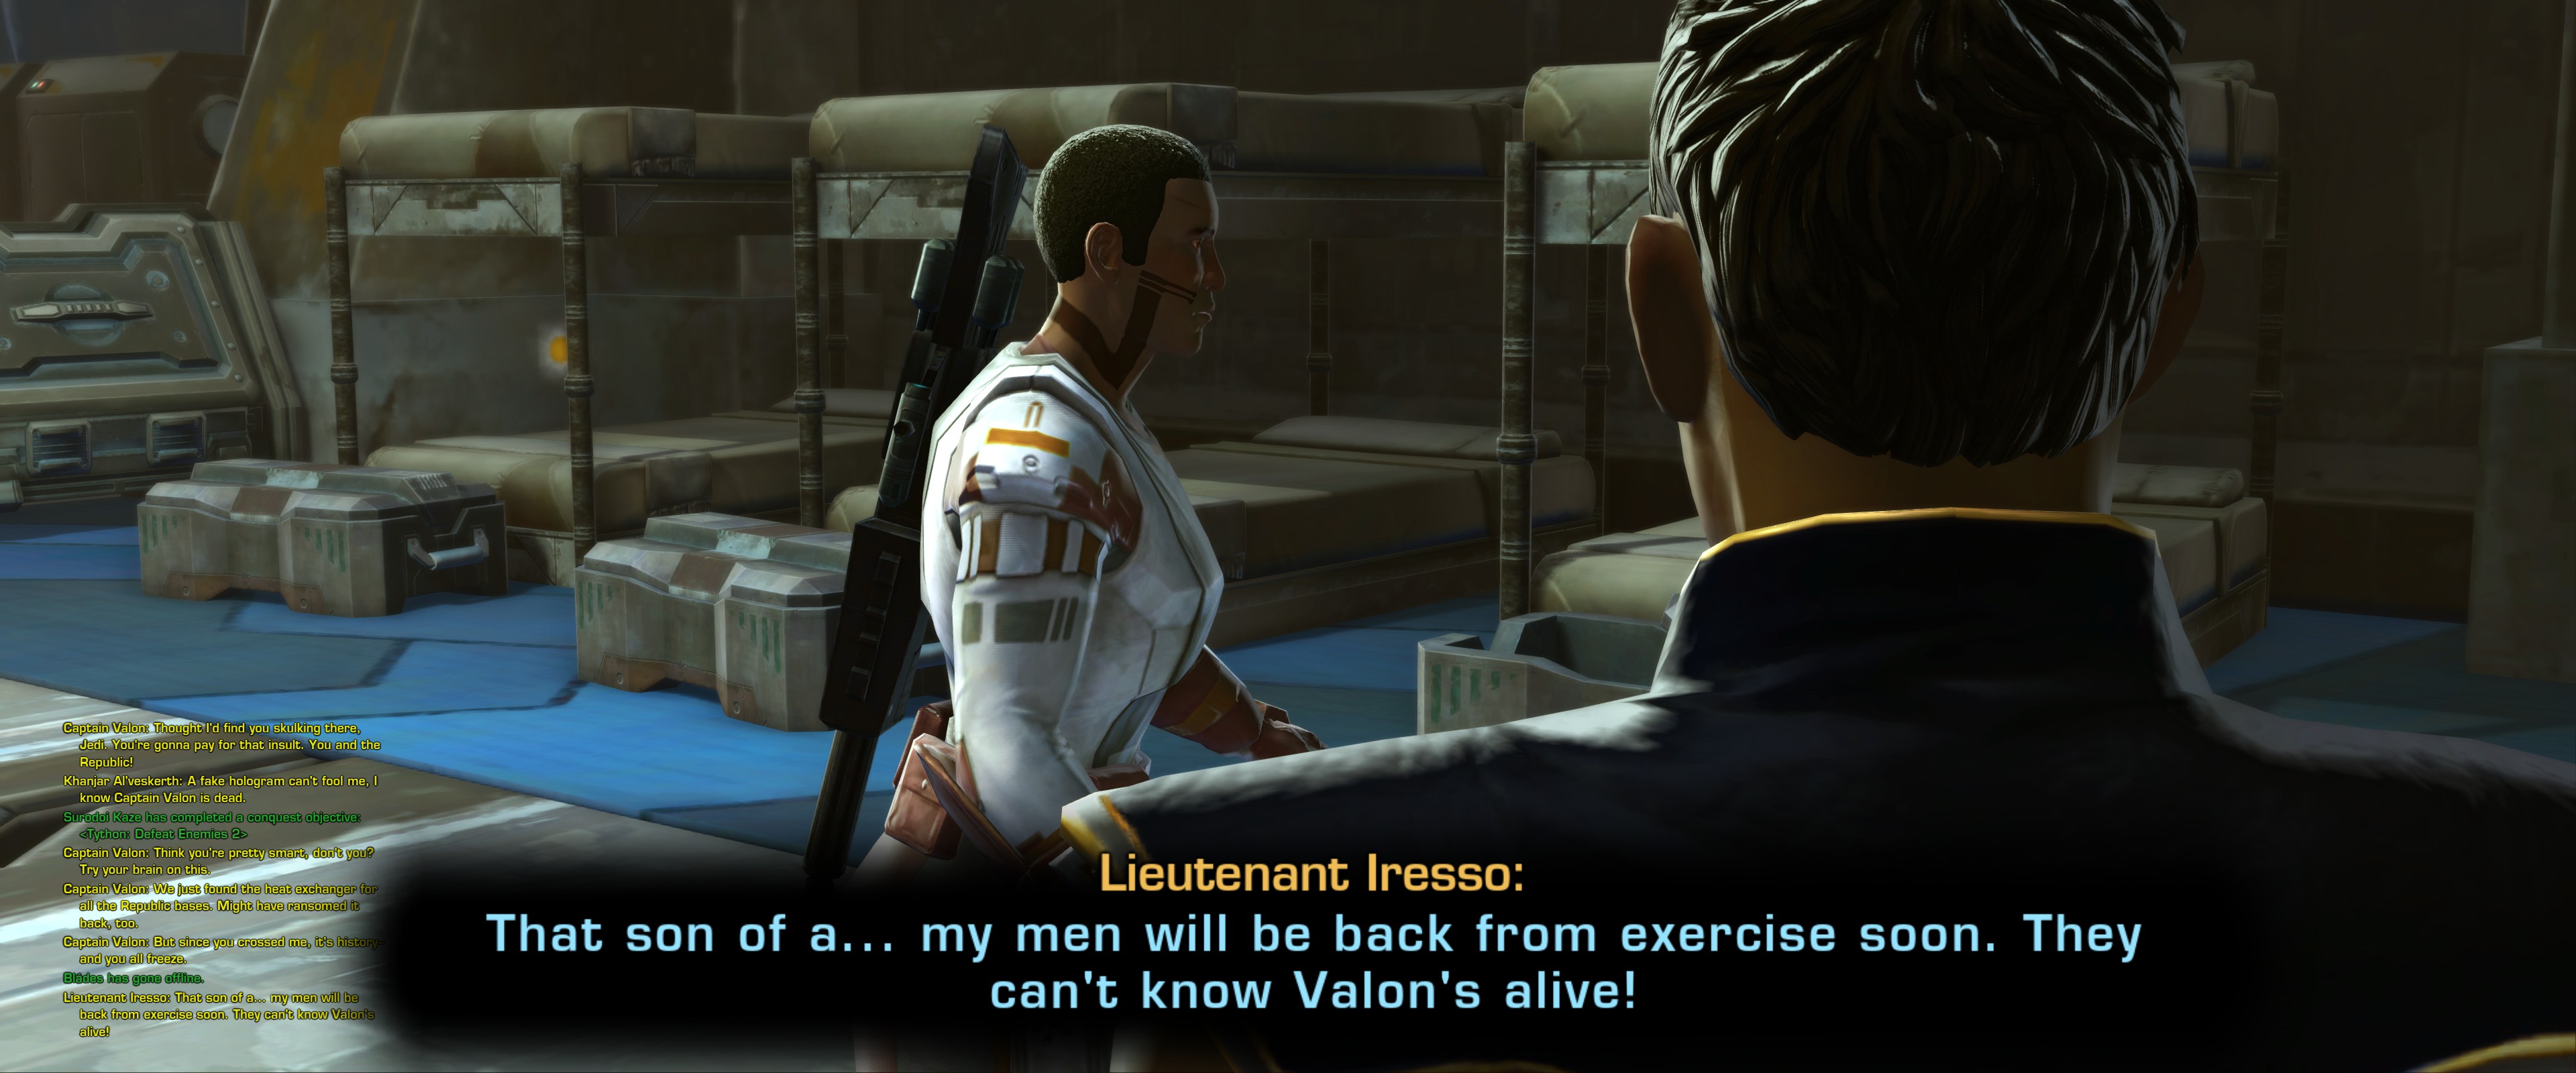 Captain Valon: Thought I'd find you skulking there,
Jedi. You're gonna pay for that insult. You and the
Republic!
Khanjar Al'veskerth: A fake hologram can't fool me, I
know Captain Valon is dead.
Surodoi Kaze has completed a conquest objective:
<Tython: Defeat Enemies 2>
Captain Valon: Think you're pretty smart, don't you?
Try your brain on this.
Captain Valon: We just found the heat exchanger for
all the Republic bases. Might have ransomed it
back, too.
Captain Valon: But since you crossed me, it's history-
and you all freeze.
Bládes has gone offline.
Lieutenant Iresso: That son of a... my men will be
back from exercise soon. They can't know Valon's
alive!
Lieutenant Iresso:
That son of a... my men will be back from exercise soon. They
can't know Valon's alive!